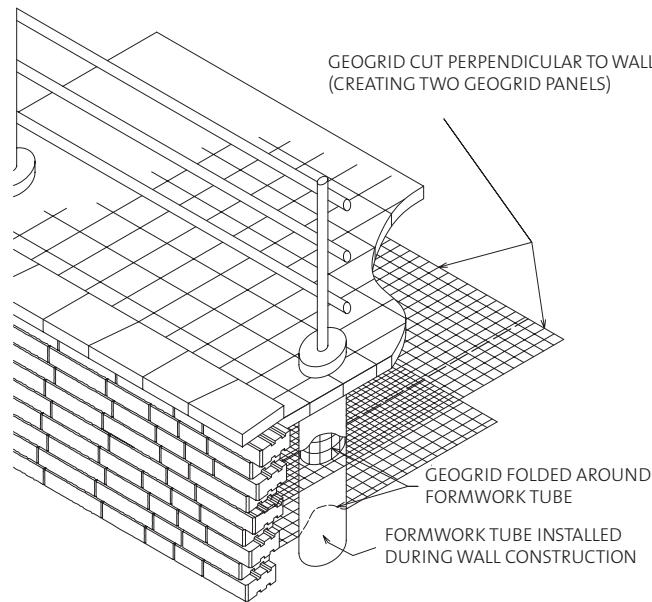 GEOGRID CUT PERPENDICULAR TO WALL
(CREATING TWO GEOGRID PANELS)
GEOGRID FOLDED AROUND
FORMWORK TUBE
FORMWORK TUBE INSTALLED
DURING WALL CONSTRUCTION